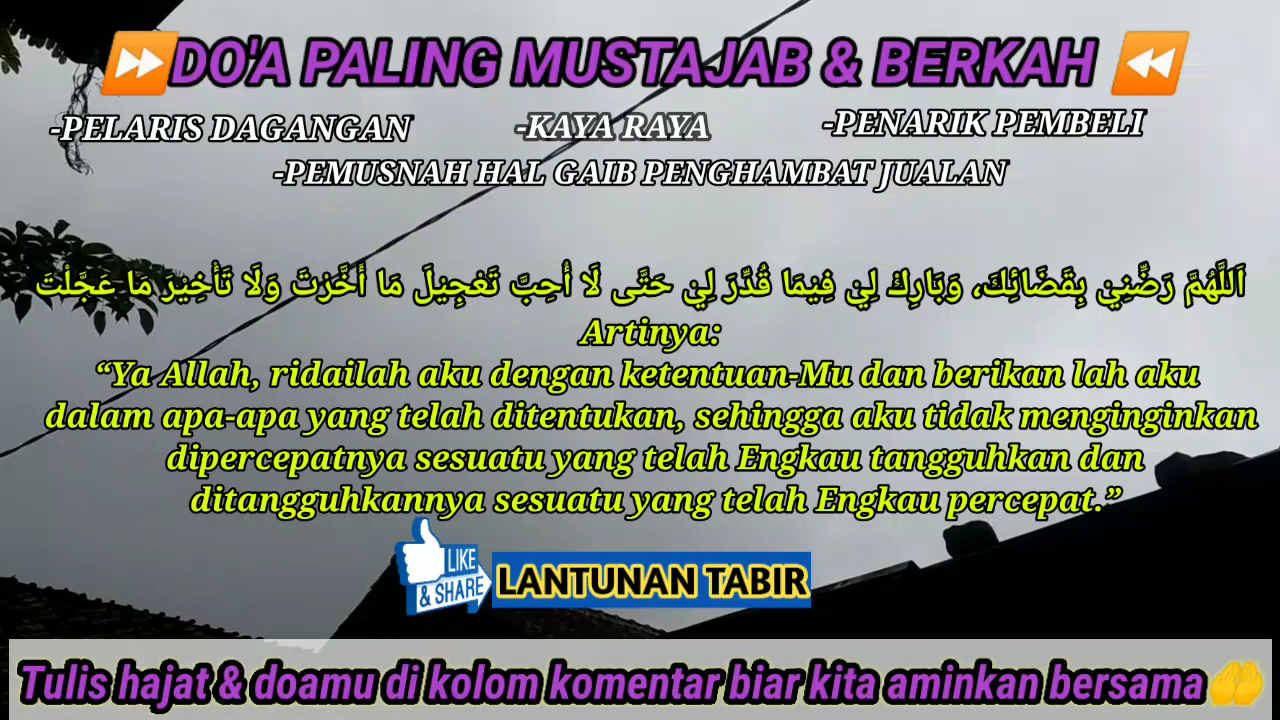 ⏩DO'A PALING MUSTAJAB & BERKAH ⏪
-PELARIS DAGANGAN -KAYA RAYA -PENARIK PEMBELI
-PEMUSNAH HAL GAIB PENGHAMBAT JUALAN
اَللَّهُمَّ رَضِّنِيْ بِقَضَائِكَ، وَبَارِكْ لِيْ فِيْمَا قُدِّرَ لِيْ حَتَّى لَا أُحِبَّ تَعْجِيْلَ مَا أَخَّرْتَ وَلَا تَأْخِيْرَ مَا عَجَّلْتَ
Artinya:
“Ya Allah, ridailah aku dengan ketentuan-Mu dan berikan lah aku
dalam apa-apa yang telah ditentukan, sehingga aku tidak menginginkan
dipercepatnya sesuatu yang telah Engkau tangguhkan dan
ditangguhkannya sesuatu yang telah Engkau percepat.”
LIKE
& SHARE
LANTUNAN TABIR
Tulis hajat & doamu di kolom komentar biar kita aminkan bersama🤲